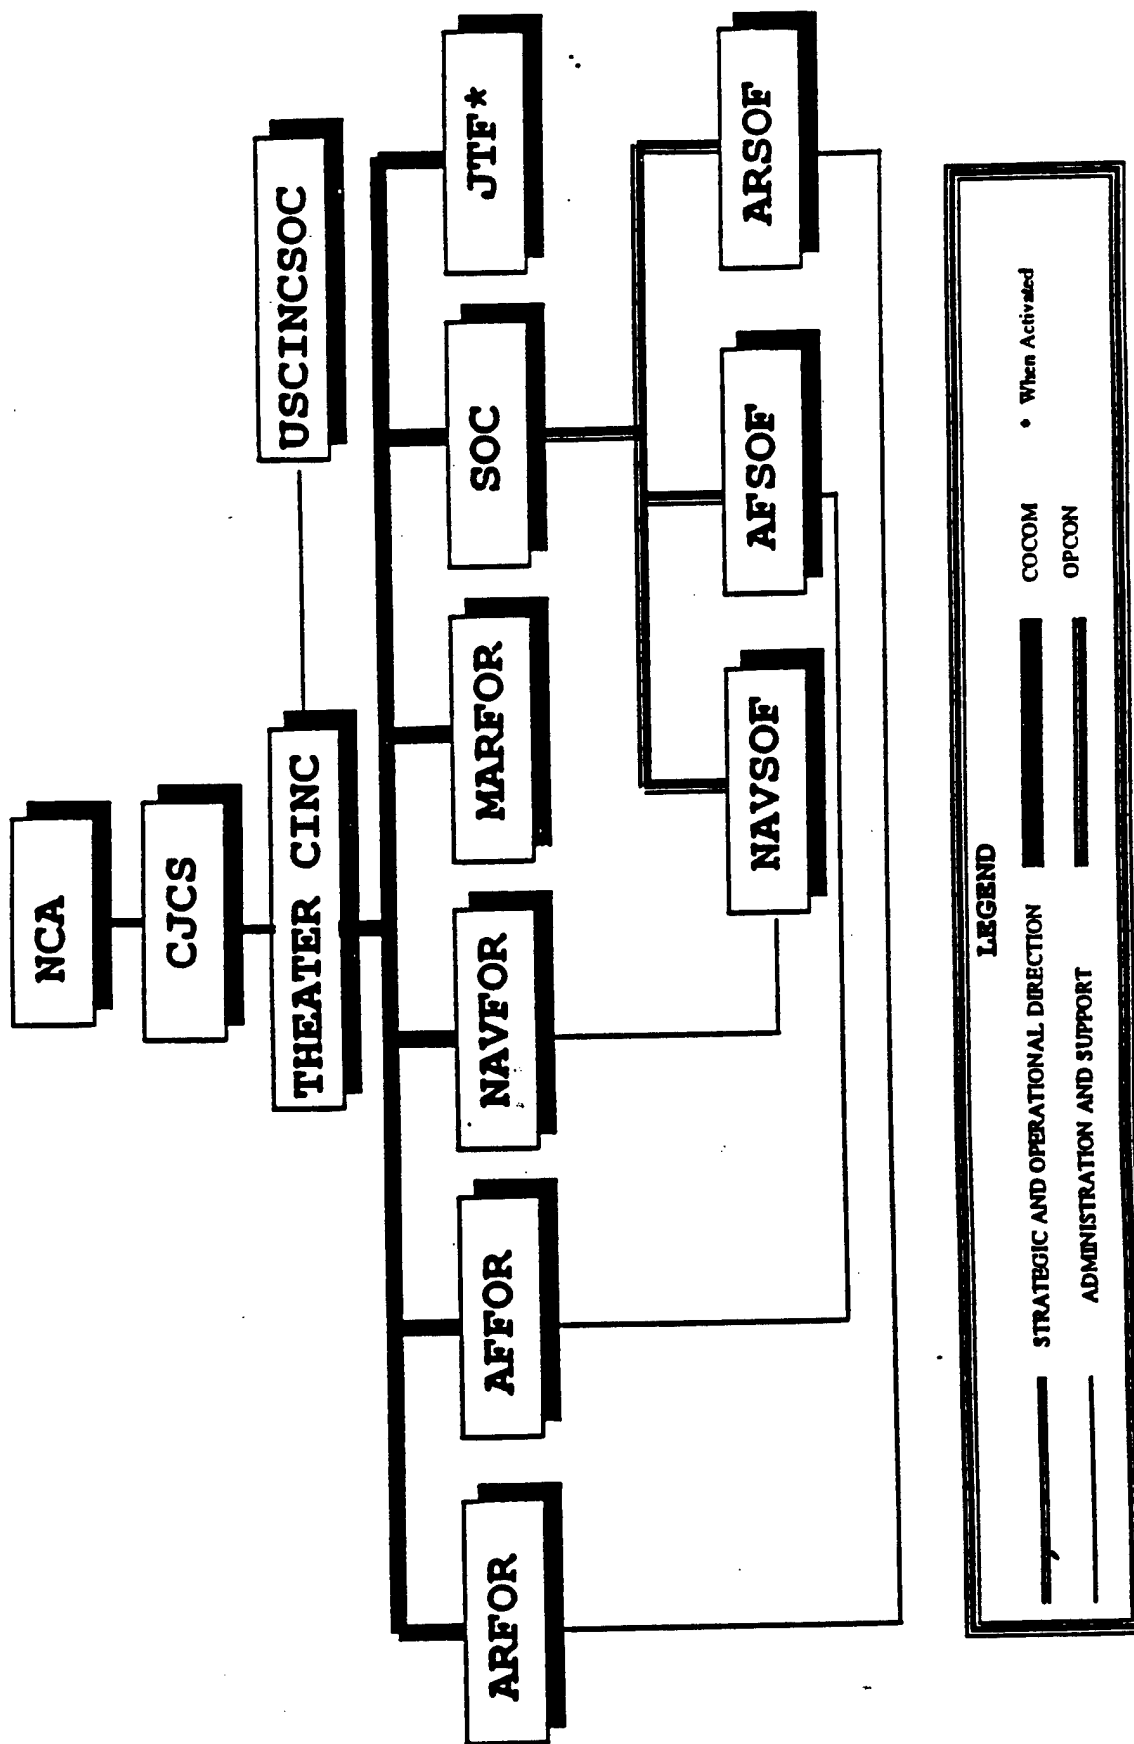 NCA
CJCS
THEATER CINC
USCINCSOC
ARFOR
AFFOR
NAVFOR
MARFOR
SOC
JTF*
NAVSOF
AFSOF
ARSOF
LEGEND
STRATEGIC AND OPERATIONAL DIRECTION
COCOM
* When Activated
ADMINISTRATION AND SUPPORT
OPCON